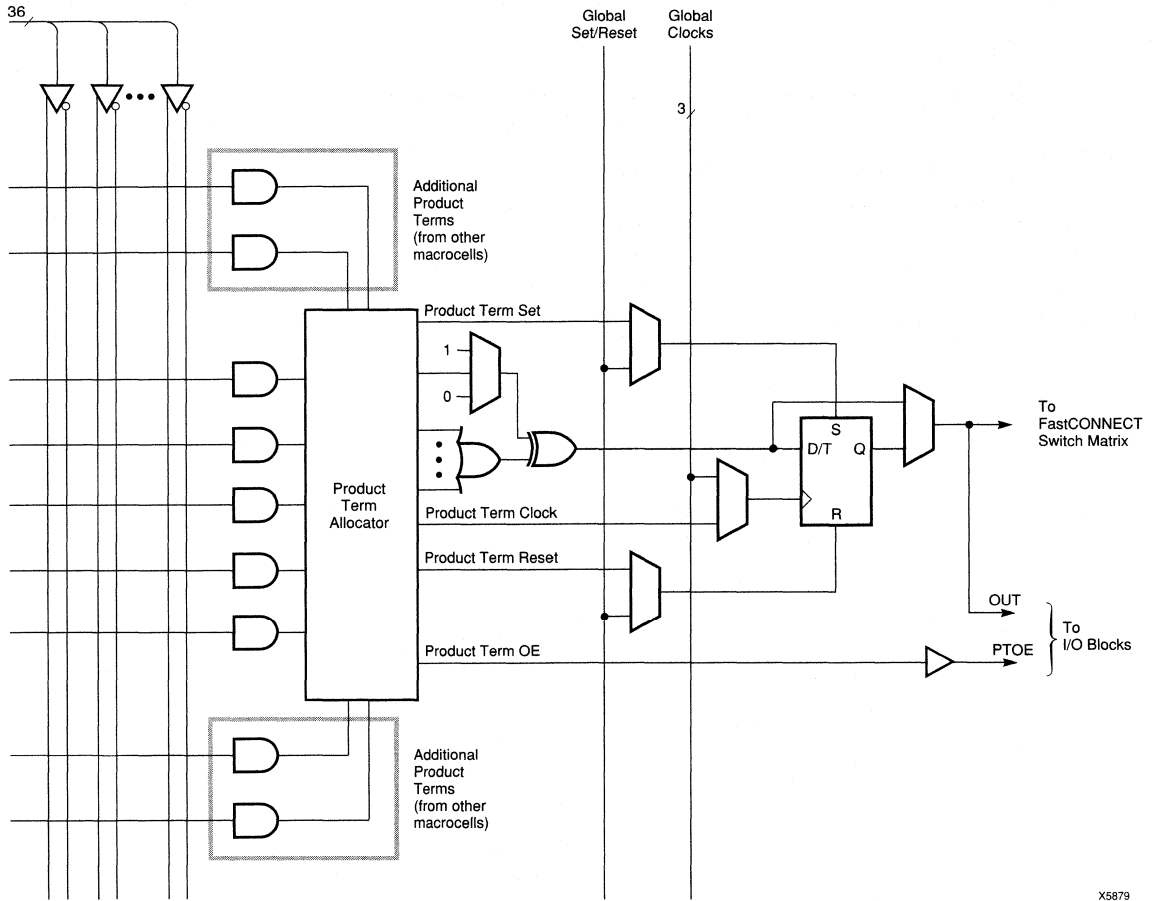 36
Global
Set/Reset
Global
Clocks
3
Additional
Product
Terms
(from other
macrocells)
Product Term Set
1
0
Product
Term
Allocator
S
D/T
Q
R
To
FastCONNECT
Switch Matrix
Product Term Clock
Product Term Reset
OUT
Product Term OE
PTOE
To
I/O Blocks
Additional
Product
Terms
(from other
macrocells)
X5879